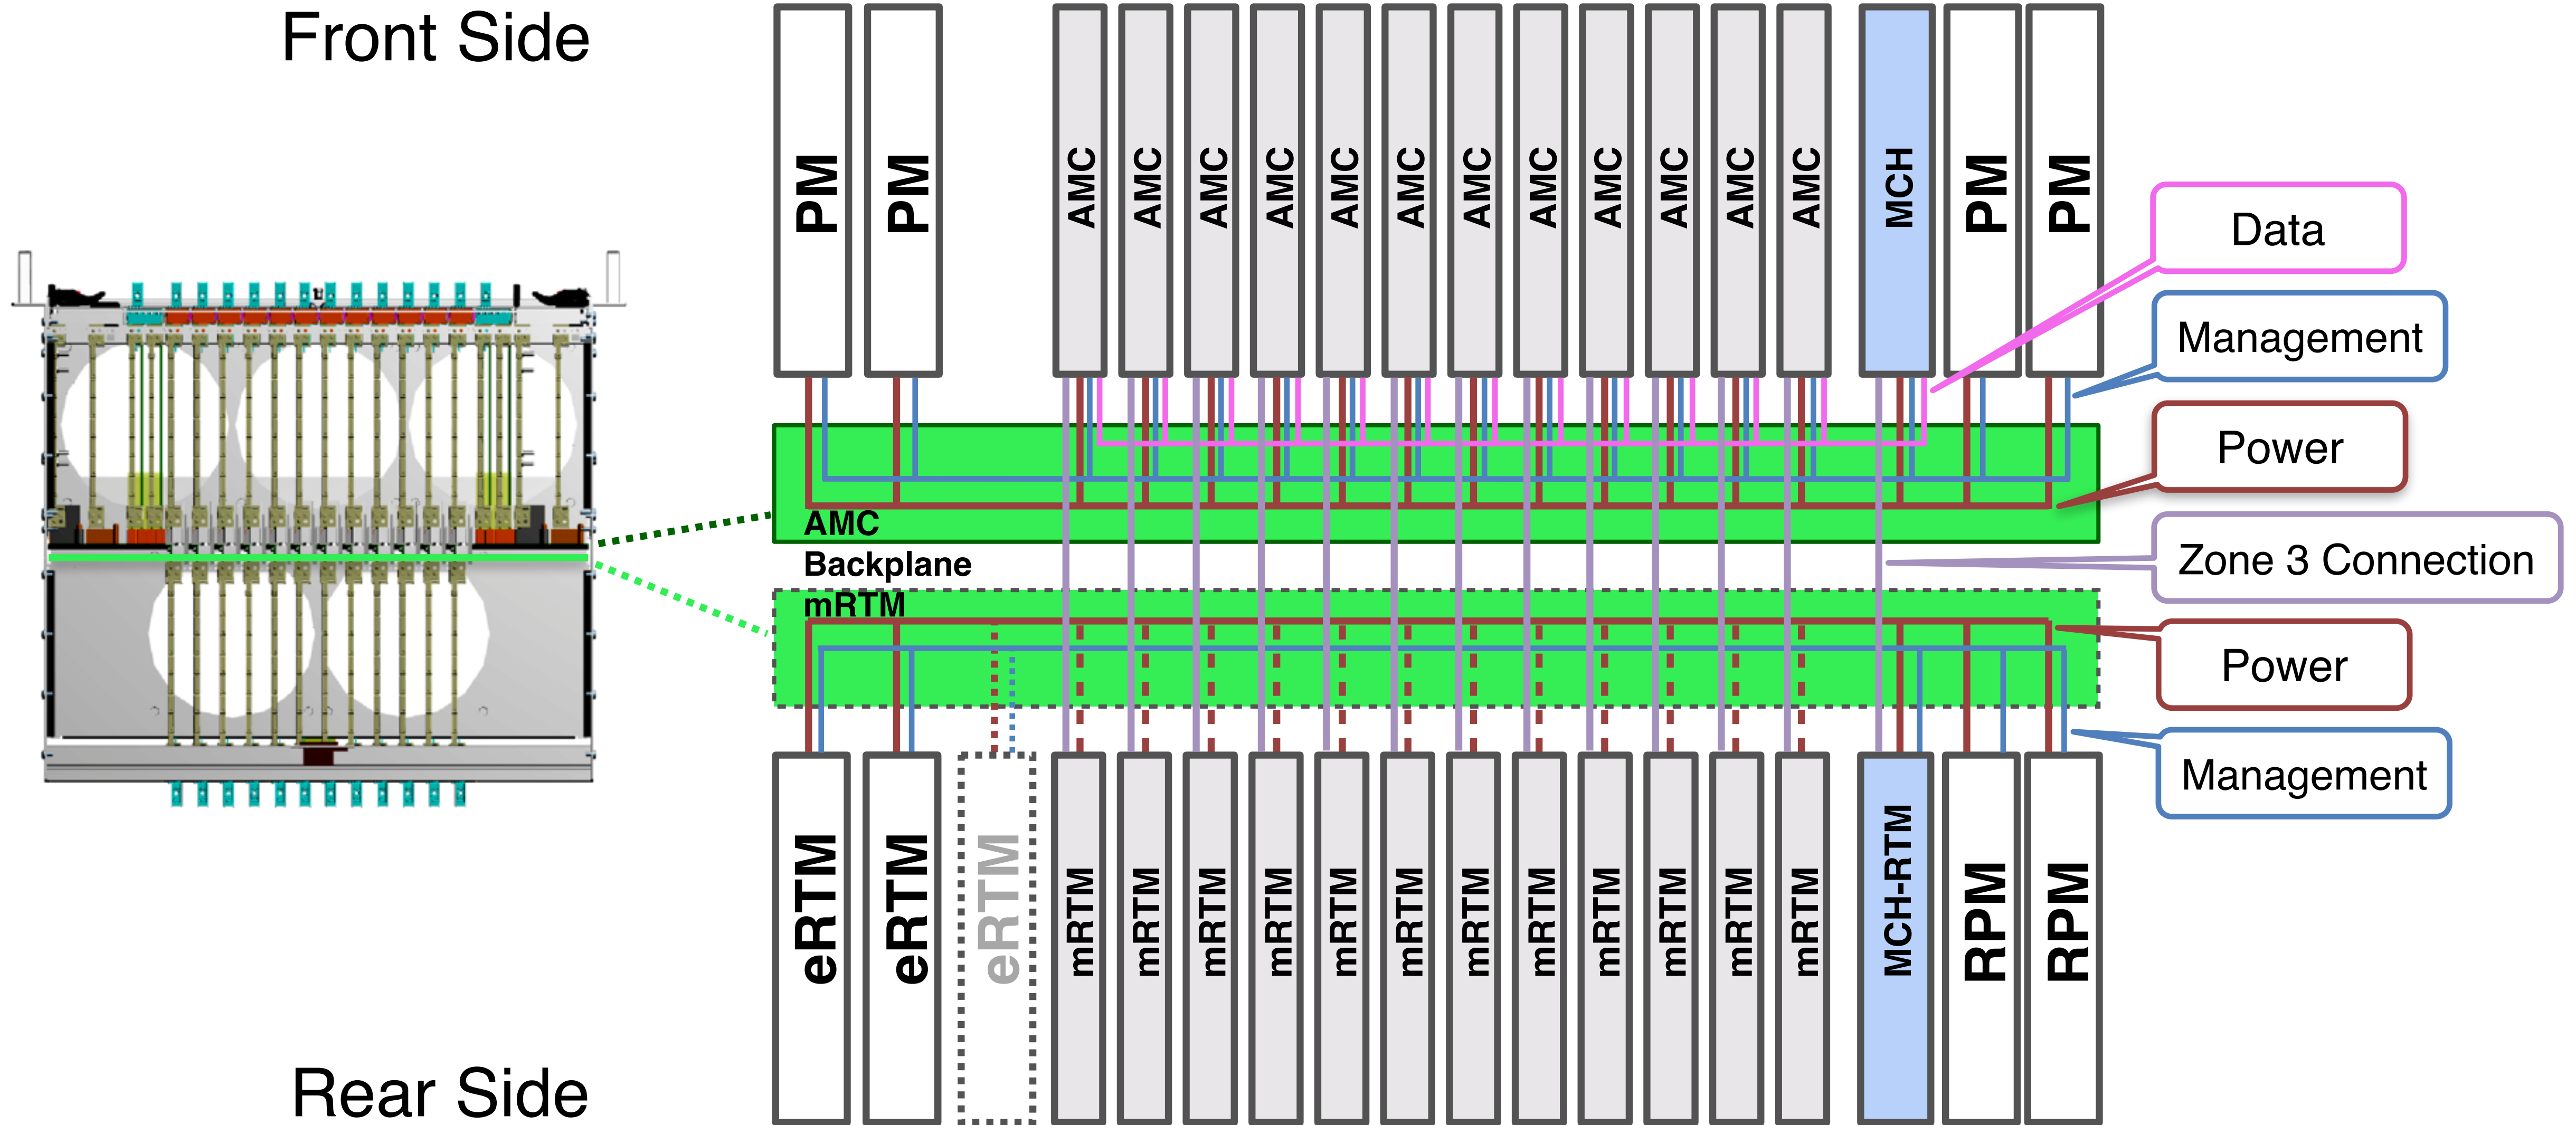 Front Side
PM
PM
AMC
AMC
AMC
AMC
AMC
AMC
AMC
AMC
AMC
AMC
AMC
AMC
MCH
PM
PM
Data
Management
Power
AMC
Backplane
mRTM
Zone 3 Connection
Power
Management
eRTM
eRTM
eRTM
mRTM
mRTM
mRTM
mRTM
mRTM
mRTM
mRTM
mRTM
mRTM
mRTM
mRTM
mRTM
MCH-RTM
RPM
RPM
Rear Side